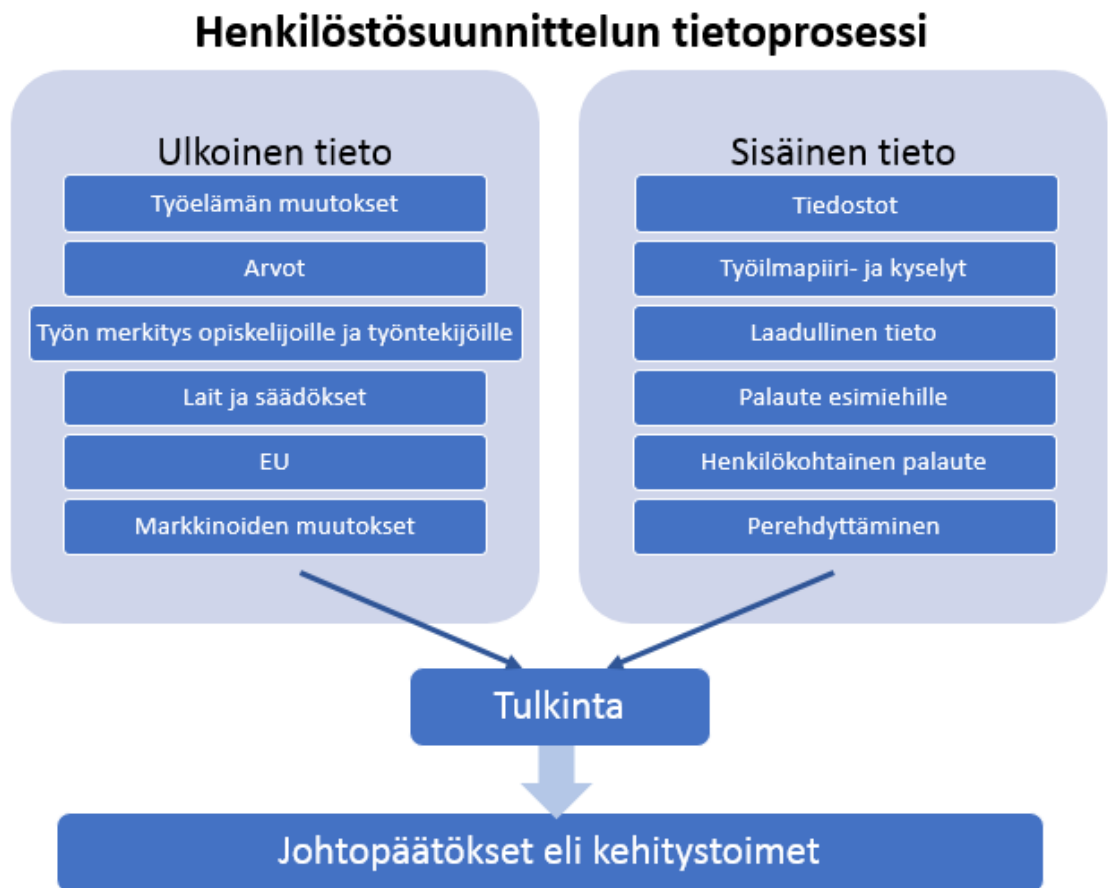 Henkilöstösuunnittelun tietoprosessi
Ulkoinen tieto
Työelämän muutokset
Arvot
Työn merkitys opiskelijoille ja työntekijöille
Lait ja säädökset
EU
Markkinoiden muutokset
Sisäinen tieto
Tiedostot
Työilmapiiri- ja kyselyt
Laadullinen tieto
Palaute esimiehille
Henkilökohtainen palaute
Perehdyttäminen
Tulkinta
Johtopäätökset eli kehitystoimet